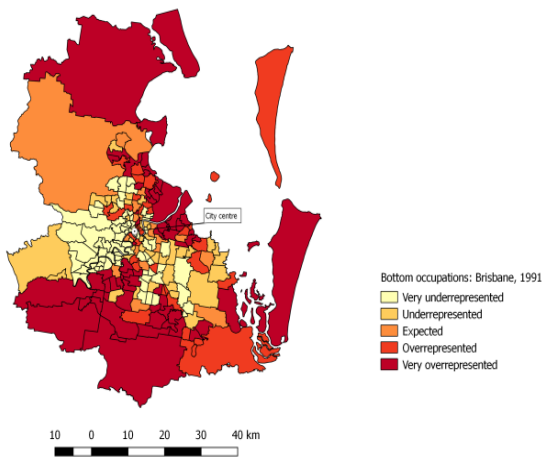 City centre
Bottom occupations: Brisbane, 1991
Very underrepresented
Underrepresented
Expected
Overrepresented
Very overrepresented
10 0 10 20 30 40 km